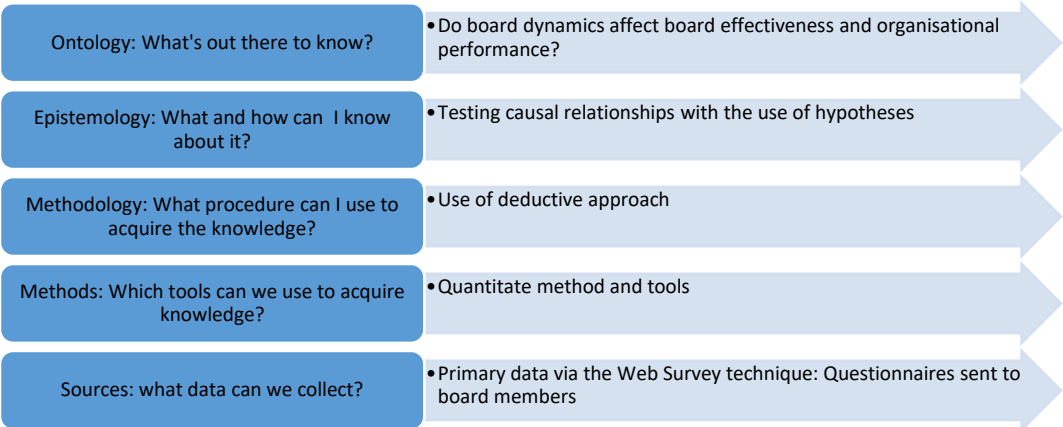 Ontology: What's out there to know?
•Do board dynamics affect board effectiveness and organisational
performance?
Epistemology: What and how can  I know
about it?
•Testing causal relationships with the use of hypotheses
Methodology: What procedure can I use to
acquire the knowledge?
•Use of deductive approach
Methods: Which tools can we use to acquire
knowledge?
•Quantitate method and tools
Sources: what data can we collect?
•Primary data via the Web Survey technique: Questionnaires sent to
board members